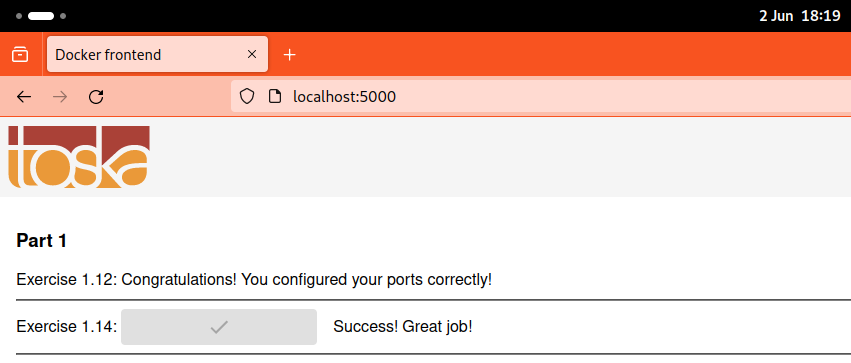 2 Jun 18:19
Docker frontend
localhost:5000
toska
Part 1
Exercise 1.12: Congratulations! You configured your ports correctly!
Exercise 1.14: Success! Great job!